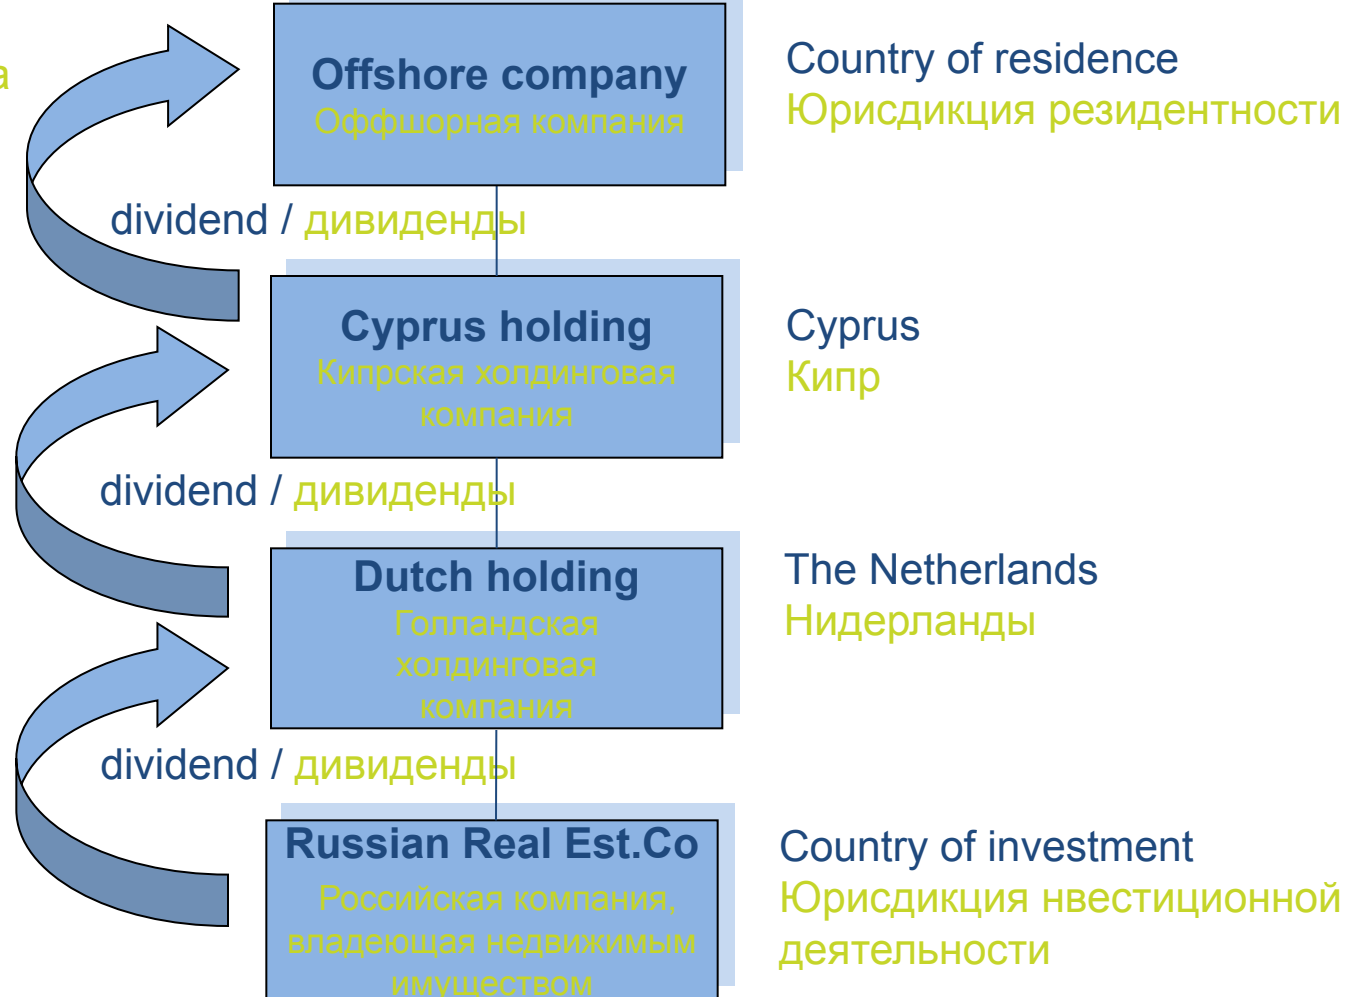 а
Offshore company
Оффшорная компания
Country of residence
Юрисдикция резидентности
dividend / дивиденды
Cyprus holding
Кипрская холдинговая
компания
Cyprus
Кипр
dividend / дивиденды
Dutch holding
Голландская
холдинговая
компания
The Netherlands
Нидерланды
dividend / дивиденды
Russian Real Est.Co
Российская компания,
владеющая недвижимым
имуществом
Country of investment
Юрисдикция нвестиционной
деятельности